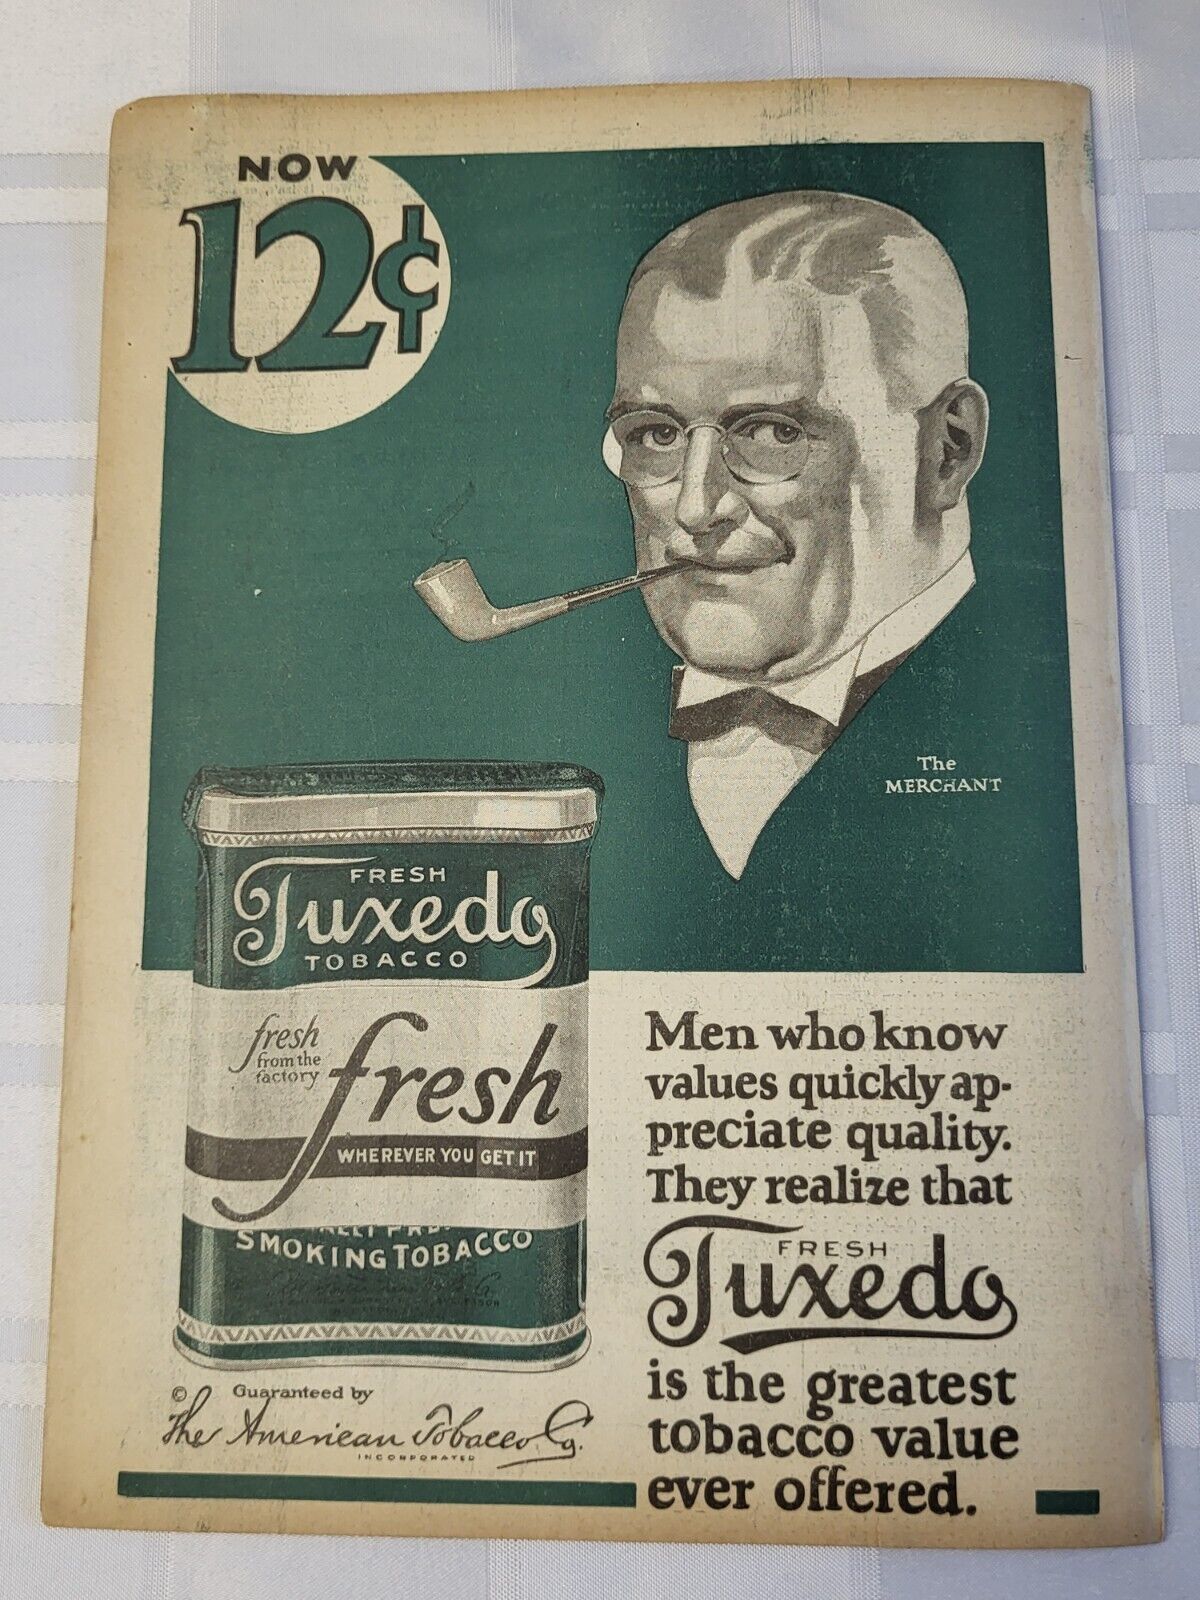 NOW
12¢
The
MERCHANT
FRESH
Tuxedo
TOBACCO
fresh
from the
factory
fresh
WHEREVER YOU GET IT
SMOKING TOBACCO
© Guaranteed by
The American Tobacco Co.
INCORPORATED
Men who know
values quickly ap-
preciate quality.
They realize that
FRESH
Tuxedo
is the greatest
tobacco value
ever offered.